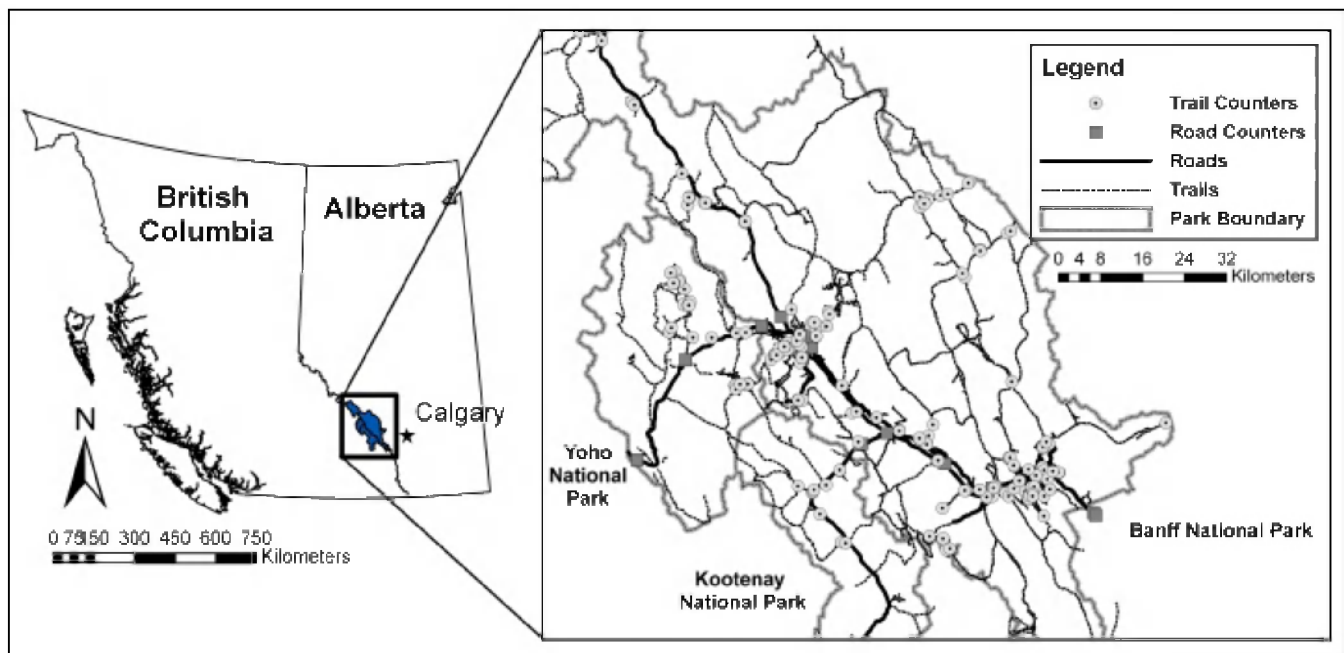 British
Columbia
Alberta
Calgary
N
0 75150 300 450 600 750
Kilometers
Legend
Trail Counters
Road Counters
Roads
Trails
Park Boundary
0 4 8 16 24 32
Kilometers
Yoho
National
Park
Kootenay
National Park
Banff National Park